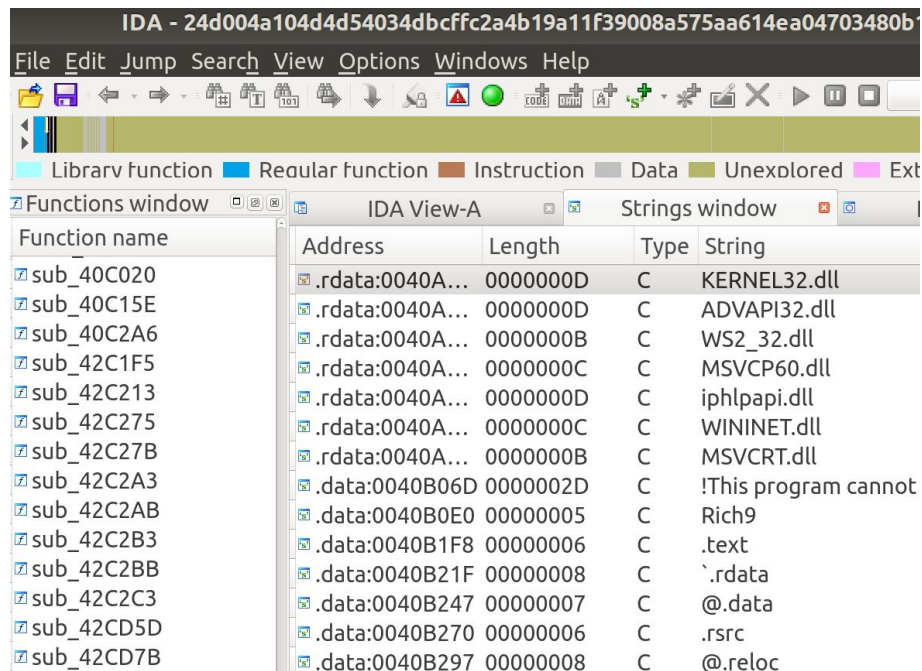 IDA - 24d004a104d4d54034dbcffc2a4b19a11f39008a575aa614ea04703480b1
File Edit Jump Search View Options Windows Help
Library function Regular function Instruction Data Unexplored Ext
Functions window
IDA View-A Strings window
Function name
Address Length Type String
sub_40C020
sub_40C15E
sub_40C2A6
sub_42C1F5
sub_42C213
sub_42C275
sub_42C27B
sub_42C2A3
sub_42C2AB
sub_42C2B3
sub_42C2BB
sub_42C2C3
sub_42CD5D
sub_42CD7B
.rdata:0040A... 0000000D C KERNEL32.dll
.rdata:0040A... 0000000D C ADVAPI32.dll
.rdata:0040A... 0000000B C WS2_32.dll
.rdata:0040A... 0000000C C MSVCP60.dll
.rdata:0040A... 0000000D C iphlpapi.dll
.rdata:0040A... 0000000C C WININET.dll
.rdata:0040A... 0000000B C MSVCRT.dll
.data:0040B06D 0000002D C !This program cannot
.data:0040B0E0 00000005 C Rich9
.data:0040B1F8 00000006 C .text
.data:0040B21F 00000008 C `.rdata
.data:0040B247 00000007 C @.data
.data:0040B270 00000006 C .rsrc
.data:0040B297 00000008 C @.reloc